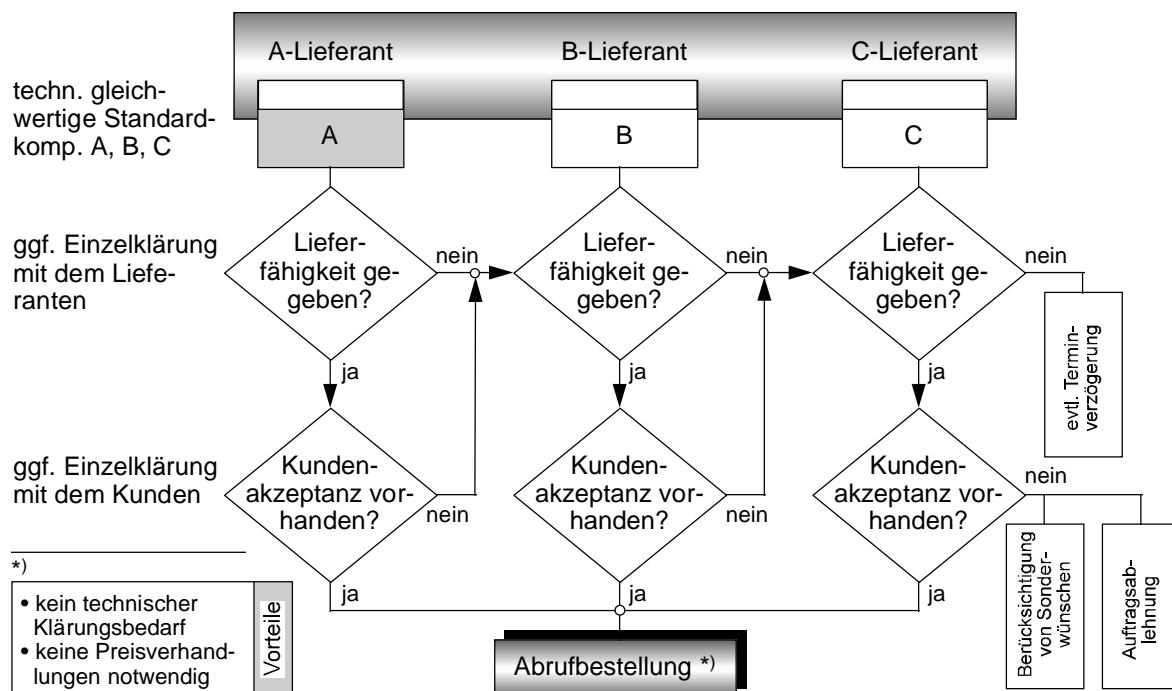 A-Lieferant
B-Lieferant
C-Lieferant
techn. gleich-
wertige Standard-
komp. A, B, C
A
B
C
ggf. Einzelklärung
mit dem Liefe-
ranten
Liefer-
fähigkeit ge-
geben?
nein
Liefer-
fähigkeit ge-
geben?
nein
Liefer-
fähigkeit ge-
geben?
nein
evtl. Termin-
verzögerung
ja
ja
ja
ggf. Einzelklärung
mit dem Kunden
Kunden-
akzeptanz vor-
handen?
nein
Kunden-
akzeptanz vor-
handen?
nein
Kunden-
akzeptanz vor-
handen?
nein
Berücksichtigung
von Sonder-
wünschen
Auftragsab-
lehnung
ja
ja
ja
Abrufbestellung *)
*)
• kein technischer
Klärungsbedarf
• keine Preisverhand-
lungen notwendig
Vorteile